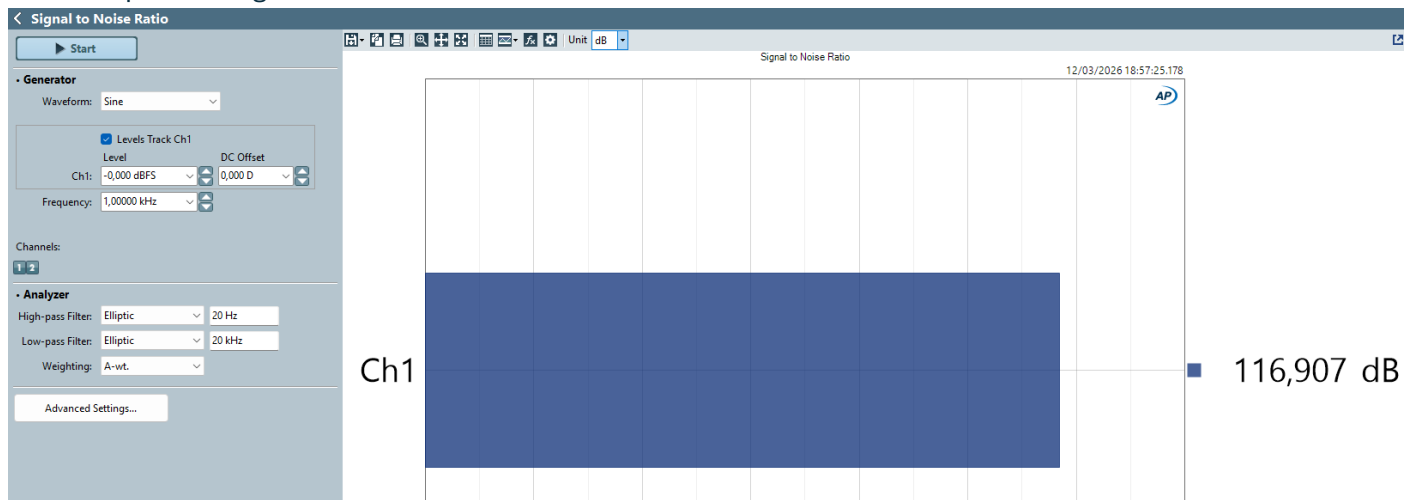 Signal to Noise Ratio
Start
Unit dB
Signal to Noise Ratio
12/03/2026 18:57:25.178
AP
Generator
Waveform: Sine
Levels Track Ch1
Level DC Offset
Ch1: -0,000 dBFS 0,000 D
Frequency: 1,00000 kHz
Channels:
1 2
Analyzer
High-pass Filter: Elliptic 20 Hz
Low-pass Filter: Elliptic 20 kHz
Weighting: A-wt.
Advanced Settings...
Ch1
116,907 dB